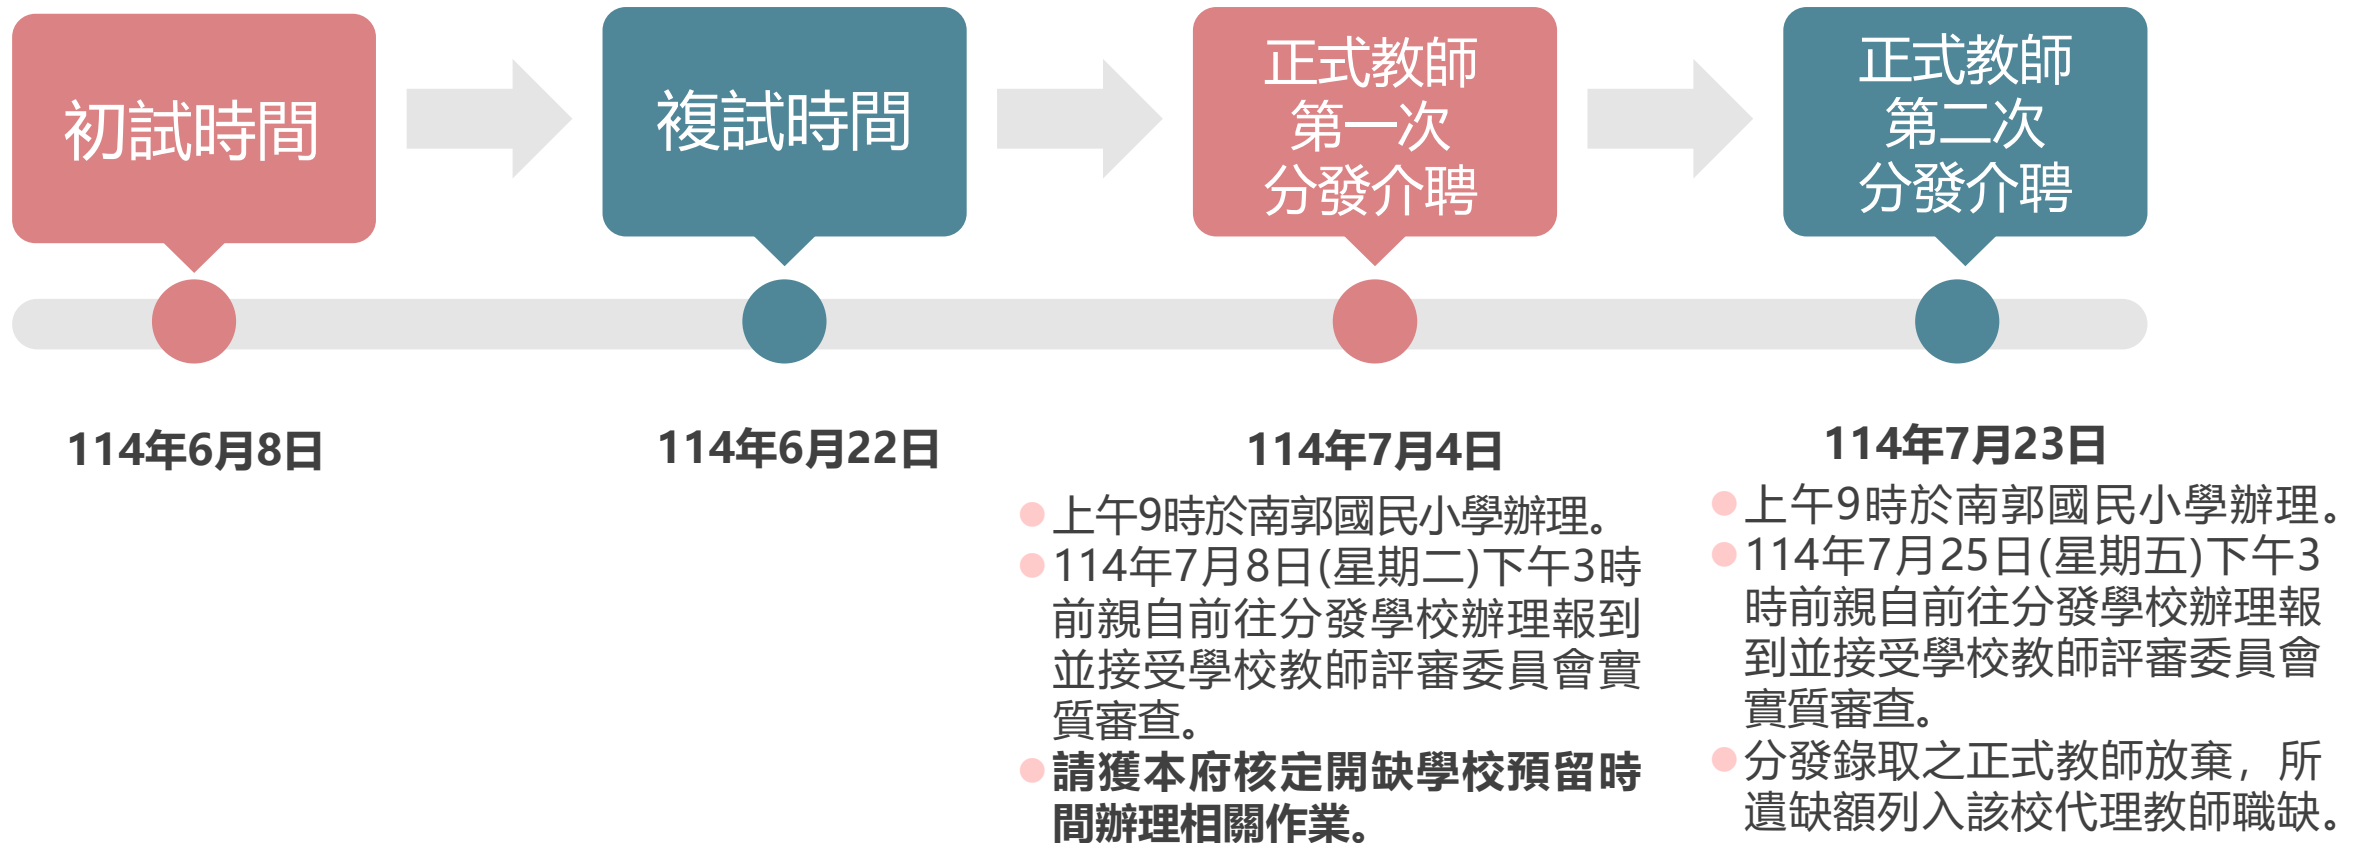 初試時間
複試時間
正式教師
第一次
分發介聘
正式教師
第二次
分發介聘
114年6月8日
114年6月22日
114年7月4日
上午9時於南郭國民小學辦理。
114年7月8日(星期二)下午3時
前親自前往分發學校辦理報到
並接受學校教師評審委員會實
質審查。
請獲本府核定開缺學校預留時
間辦理相關作業。
114年7月23日
上午9時於南郭國民小學辦理。
114年7月25日(星期五)下午3
時前親自前往分發學校辦理報
到並接受學校教師評審委員會
實質審查。
分發錄取之正式教師放棄，所
遺缺額列入該校代理教師職缺。